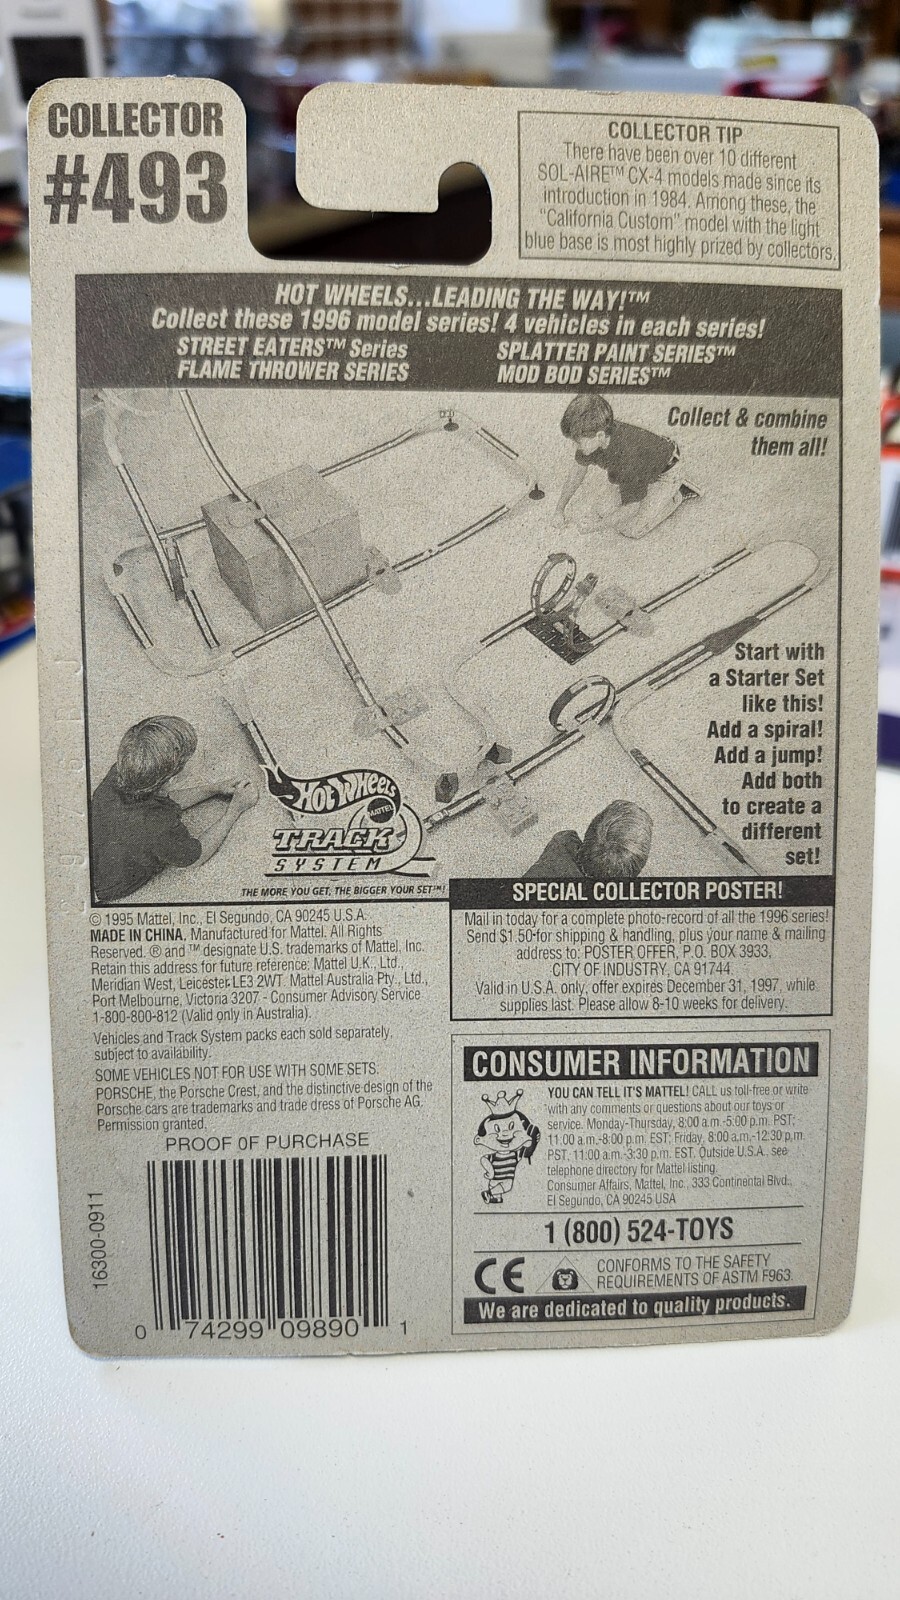 COLLECTOR
#493
COLLECTOR TIP
There have been over 10 different
SOL-AIRE™ CX-4 models made since its
introduction in 1984. Among these, the
"California Custom" model with the light
blue base is most highly prized by collectors.
HOT WHEELS...LEADING THE WAY!™
Collect these 1996 model series! 4 vehicles in each series!
STREET EATERS™ Series
FLAME THROWER SERIES
SPLATTER PAINT SERIES™
MOD BOD SERIES™
Collect & combine
them all!
Start with
a Starter Set
like this!
Add a spiral!
Add a jump!
Add both
to create a
different
set!
HOT WHEELS
MATTEL
TRACK
SYSTEM
THE MORE YOU GET, THE BIGGER YOUR SET™!
© 1995 Mattel, Inc., El Segundo, CA 90245 U.S.A.
MADE IN CHINA. Manufactured for Mattel. All Rights
Reserved. ® and ™ designate U.S. trademarks of Mattel, Inc.
Retain this address for future reference: Mattel U.K., Ltd.,
Meridian West, Leicester LE3 2WT. Mattel Australia Pty., Ltd.,
Port Melbourne, Victoria 3207 - Consumer Advisory Service
1-800-800-812 (Valid only in Australia).
Vehicles and Track System packs each sold separately,
subject to availability.
SOME VEHICLES NOT FOR USE WITH SOME SETS.
PORSCHE, the Porsche Crest, and the distinctive design of the
Porsche cars are trademarks and trade dress of Porsche AG.
Permission granted.
PROOF OF PURCHASE
16300-0911
0 74299 09890 1
SPECIAL COLLECTOR POSTER!
Mail in today for a complete photo-record of all the 1996 series!
Send $1.50 for shipping & handling, plus your name & mailing
address to: POSTER OFFER, P.O. BOX 3933,
CITY OF INDUSTRY, CA 91744.
Valid in U.S.A. only, offer expires December 31, 1997, while
supplies last. Please allow 8-10 weeks for delivery.
CONSUMER INFORMATION
YOU CAN TELL IT'S MATTEL! CALL us toll-free or write
with any comments or questions about our toys or
service. Monday-Thursday, 8:00 a.m.-5:00 p.m. PST;
11:00 a.m.-8:00 p.m. EST; Friday, 8:00 a.m.-12:30 p.m.
PST, 11:00 a.m.-3:30 p.m. EST. Outside U.S.A. see
telephone directory for Mattel listing.
Consumer Affairs, Mattel, Inc., 333 Continental Blvd.,
El Segundo, CA 90245 USA
1 (800) 524-TOYS
CE
CONFORMS TO THE SAFETY
REQUIREMENTS OF ASTM F963.
We are dedicated to quality products.